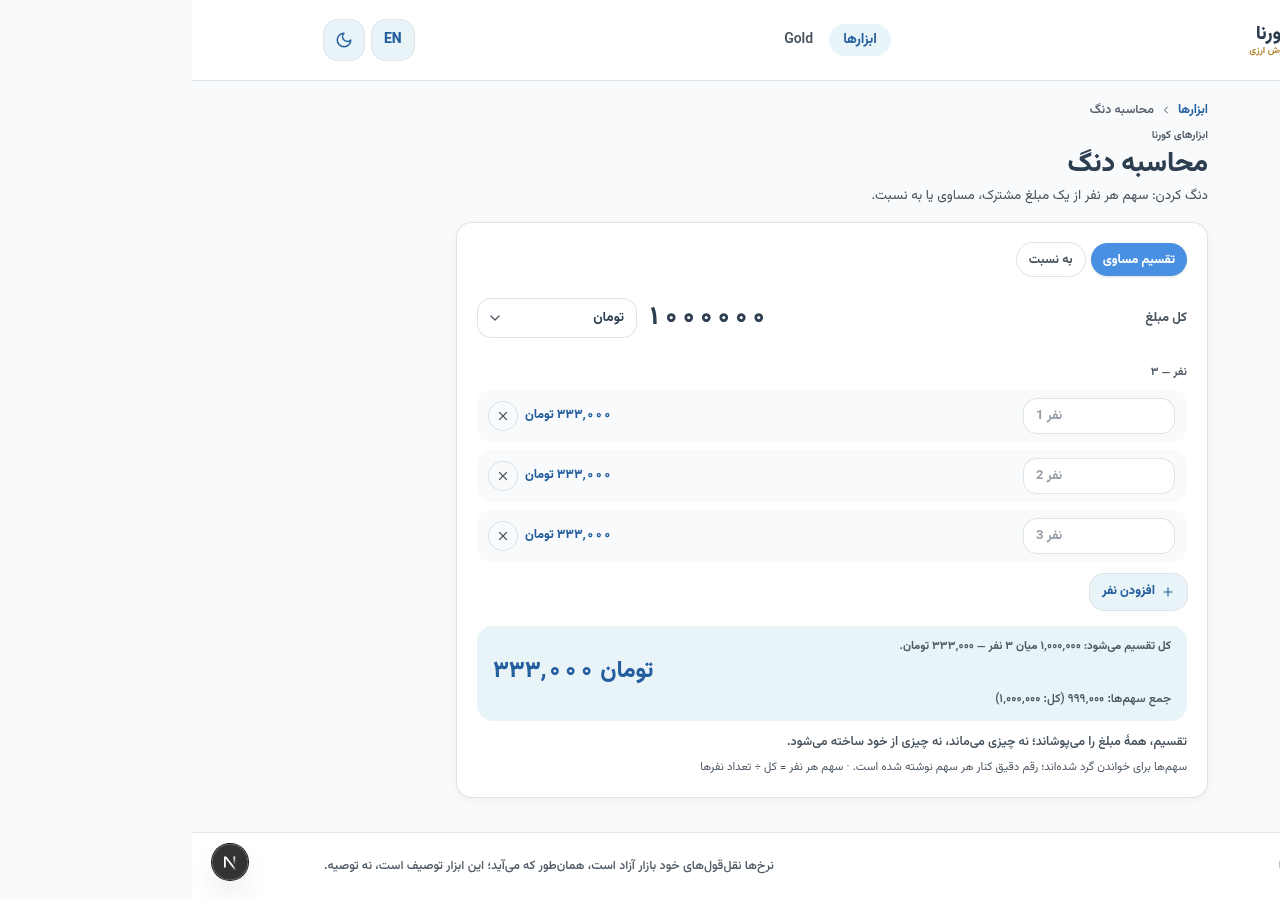 ابزارها Gold EN
ابزارها › محاسبه دنگ
ابزارهای کورنا
محاسبه دنگ
دنگ کردن: سهم هر نفر از یک مبلغ مشترک، مساوی یا به نسبت.
تقسیم مساوی به نسبت
کل مبلغ ۱۰۰۰۰۰۰ تومان
نفر — ۳
نفر 1 ۳۳۳,۰۰۰ تومان
نفر 2 ۳۳۳,۰۰۰ تومان
نفر 3 ۳۳۳,۰۰۰ تومان
+ افزودن نفر
کل تقسیم می‌شود: ۱,۰۰۰,۰۰۰ میان ۳ نفر — ۳۳۳,۰۰۰ تومان.
تومان ۳۳۳,۰۰۰
جمع سهم‌ها: ۹۹۹,۰۰۰ (کل: ۱,۰۰۰,۰۰۰)
تقسیم، همهٔ مبلغ را می‌پوشاند؛ نه چیزی می‌ماند، نه چیزی از خود ساخته می‌شود.
سهم‌ها برای خواندن گرد شده‌اند؛ رقم دقیق کنار هر سهم نوشته شده است. · سهم هر نفر = کل ÷ تعداد نفرها
نرخ‌ها نقل‌قول‌های خود بازار آزاد است، همان‌طور که می‌آید؛ این ابزار توصیف است، نه توصیه.
N